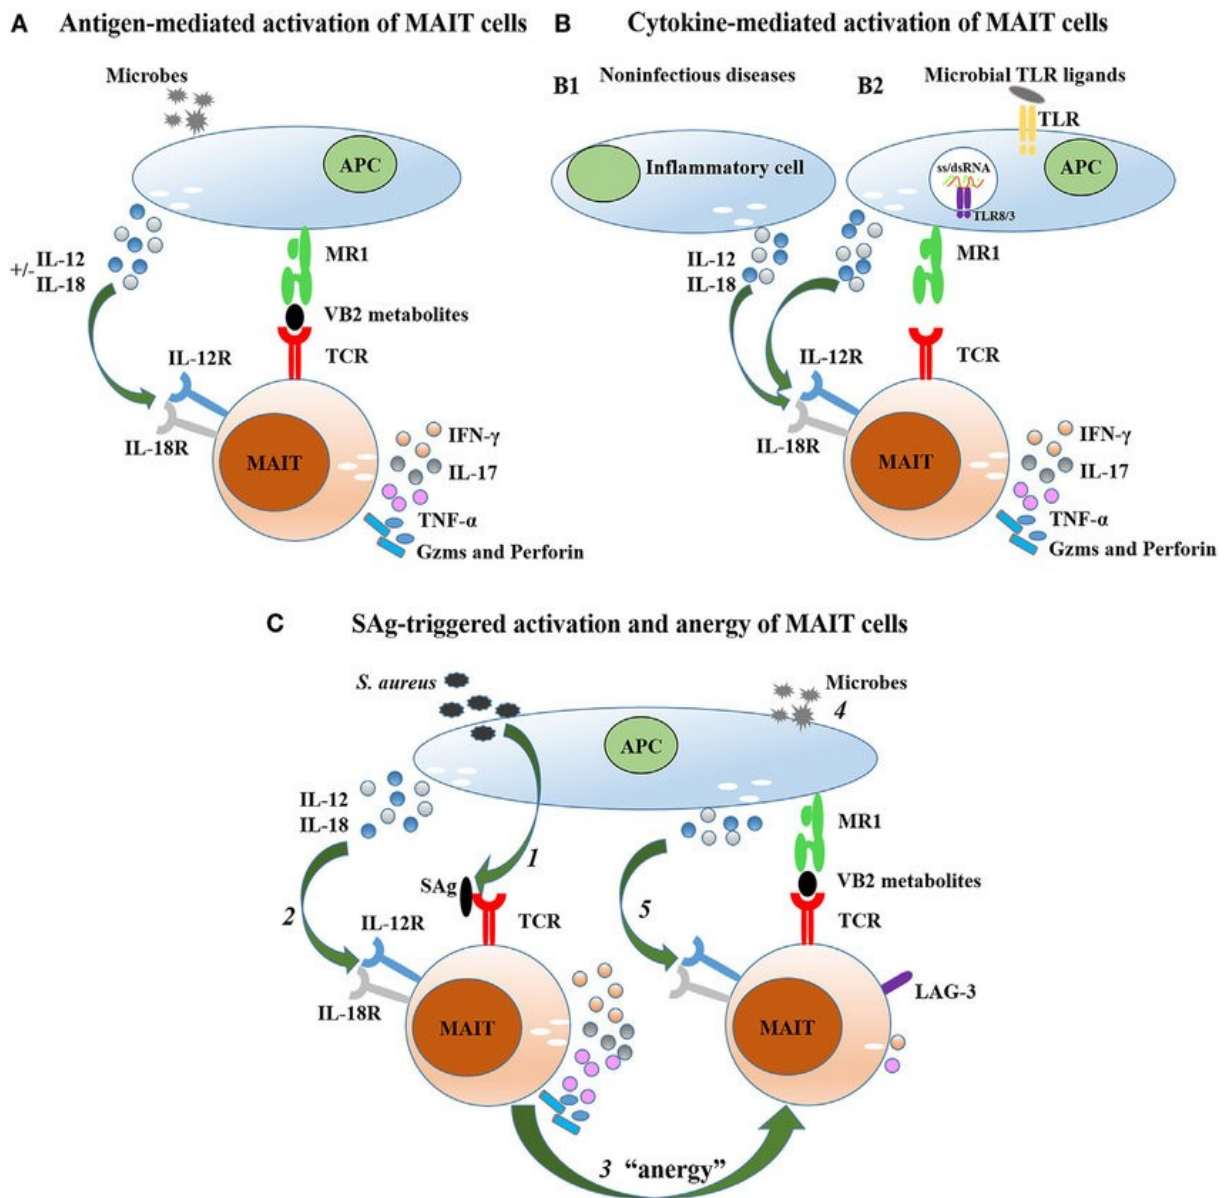 A Antigen-mediated activation of MAIT cells
Microbes
APC
+/- IL-12
IL-18
MR1
VB2 metabolites
TCR
IL-12R
IL-18R
MAIT
IFN-γ
IL-17
TNF-α
Gzms and Perforin
B Cytokine-mediated activation of MAIT cells
B1 Noninfectious diseases
Inflammatory cell
IL-12
IL-18
B2 Microbial TLR ligands
TLR
ss/dsRNA
TLR8/3
APC
MR1
TCR
IL-12R
IL-18R
MAIT
IFN-γ
IL-17
TNF-α
Gzms and Perforin
C SAg-triggered activation and anergy of MAIT cells
S. aureus
Microbes
4
APC
IL-12
IL-18
1
2
SAg
TCR
IL-12R
IL-18R
MAIT
MR1
VB2 metabolites
TCR
5
LAG-3
MAIT
3 “anergy”